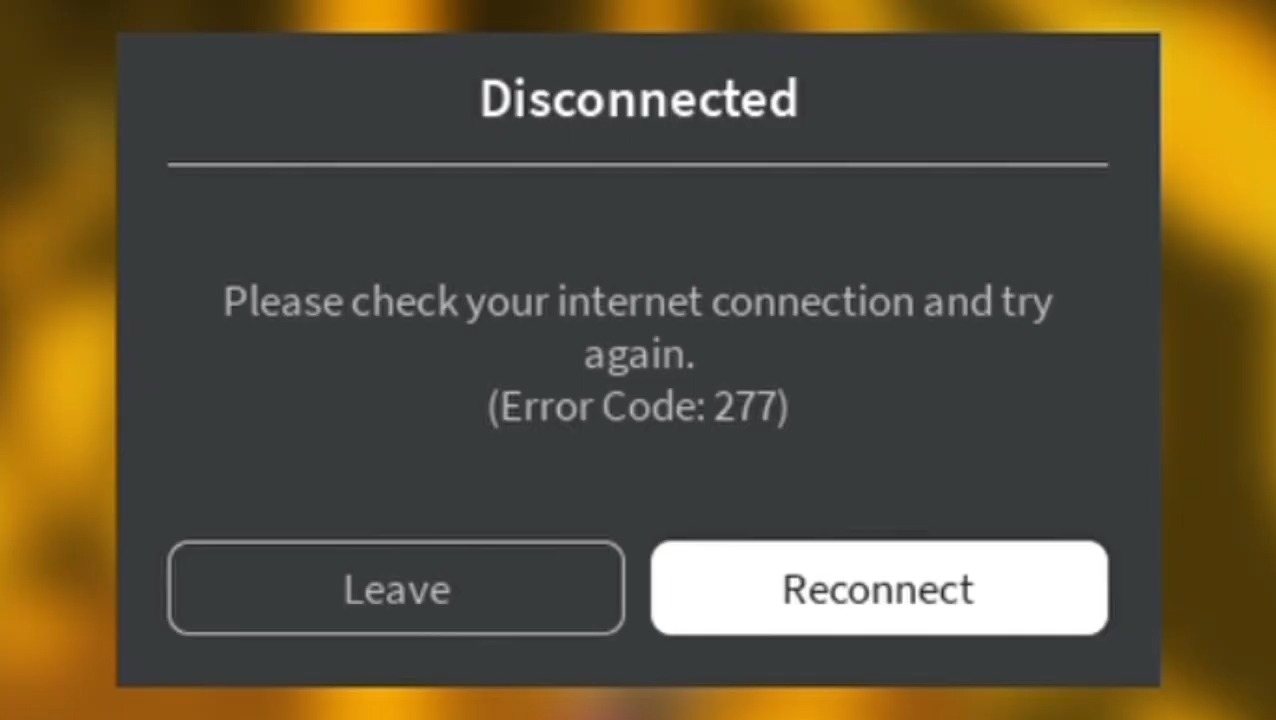 Disconnected
Please check your internet connection and try
again.
(Error Code: 277)
Leave
Reconnect